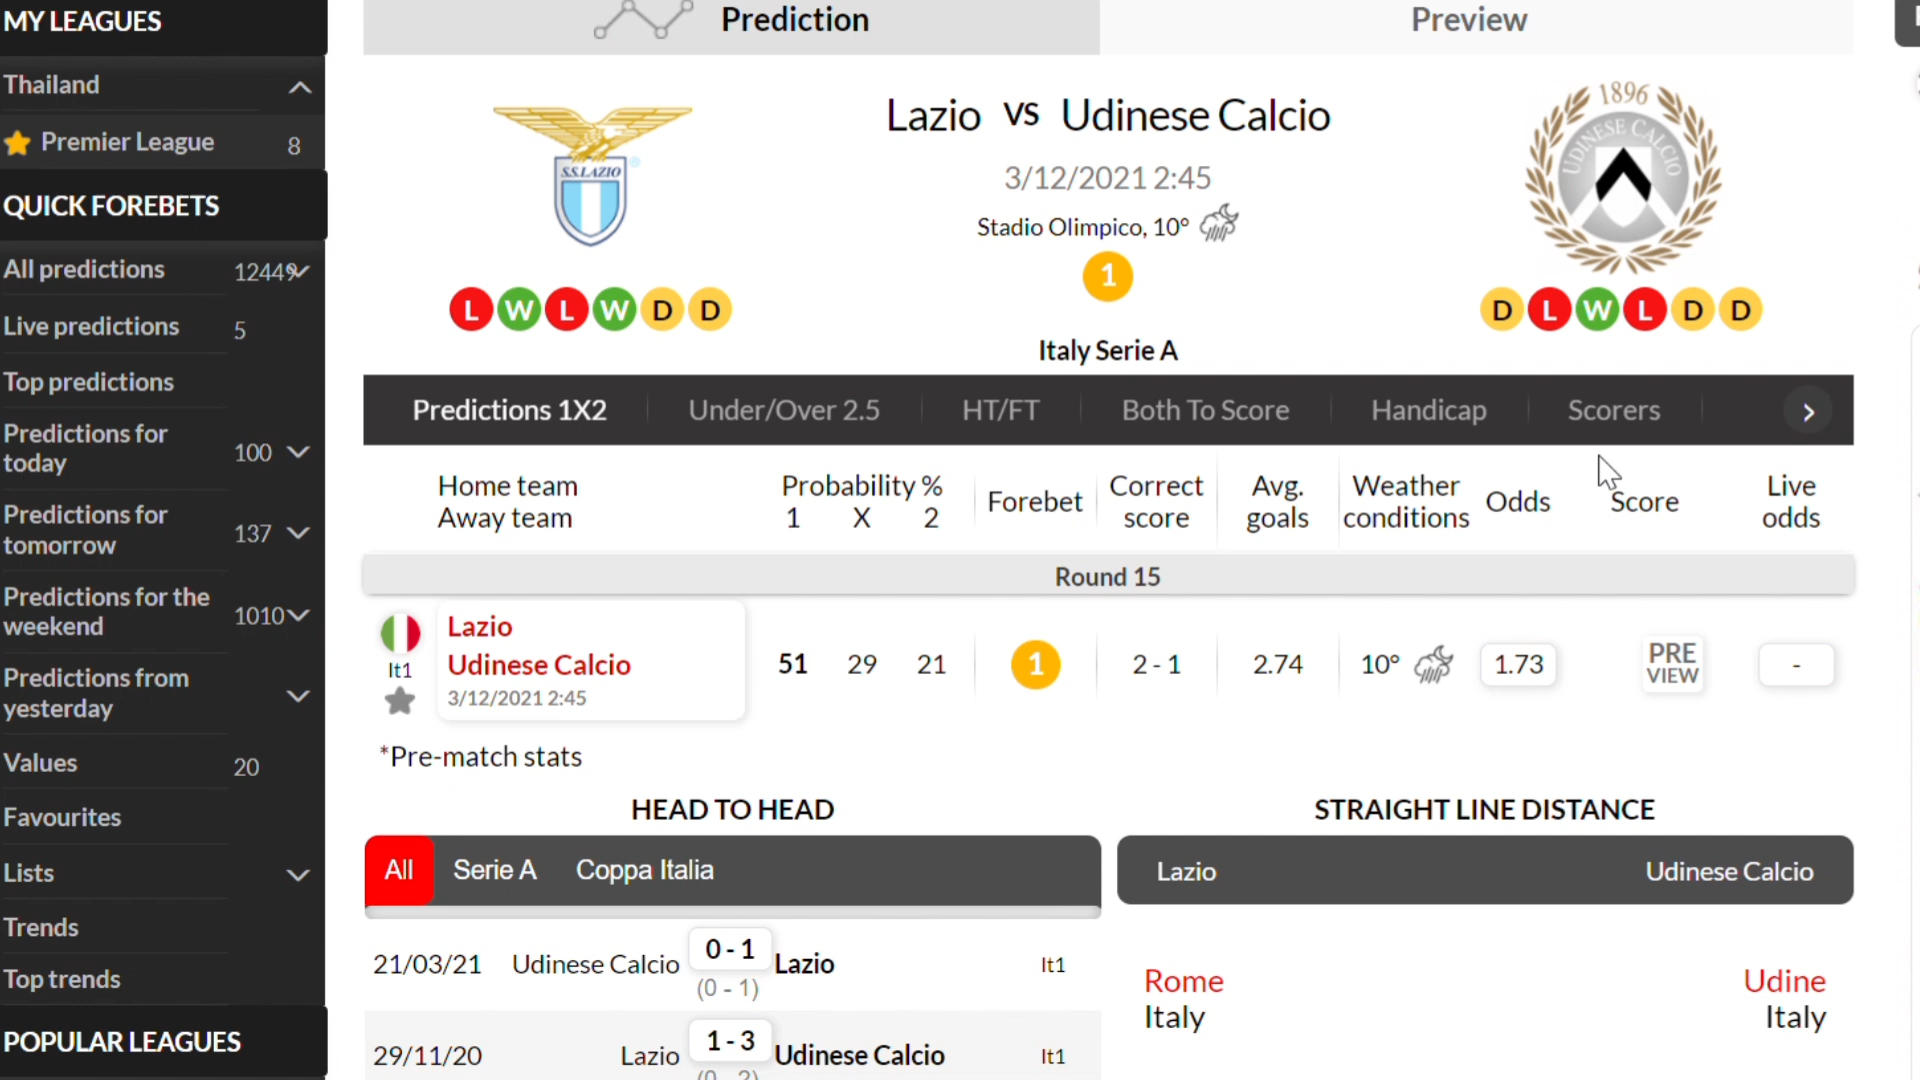 MY LEAGUES
Thailand
Premier League 8
QUICK FOREBETS
All predictions 12449
Live predictions 5
Top predictions
Predictions for
today 100
Predictions for
tomorrow 137
Predictions for the
weekend 1010
Predictions from
yesterday
Values 20
Favourites
Lists
Trends
Top trends
POPULAR LEAGUES
Prediction Preview
S.S.LAZIO
Lazio VS Udinese Calcio
3/12/2021 2:45
Stadio Olimpico, 10°
1
1896
UDINESE CALCIO
L W L W D D
D L W L D D
Italy Serie A
Predictions 1X2 Under/Over 2.5 HT/FT Both To Score Handicap Scorers
Home team
Away team
Probability %
1 X 2
Forebet
Correct
score
Avg.
goals
Weather
conditions
Odds
Score
Live
odds
Round 15
It1
Lazio
Udinese Calcio
3/12/2021 2:45
51 29 21 1 2 - 1 2.74 10° 1.73
PRE
VIEW
-
*Pre-match stats
HEAD TO HEAD
All Serie A Coppa Italia
21/03/21 Udinese Calcio 0 - 1 Lazio It1
(0 - 1)
29/11/20 Lazio 1 - 3 Udinese Calcio It1
(0 - 2)
STRAIGHT LINE DISTANCE
Lazio Udinese Calcio
Rome Udine
Italy Italy